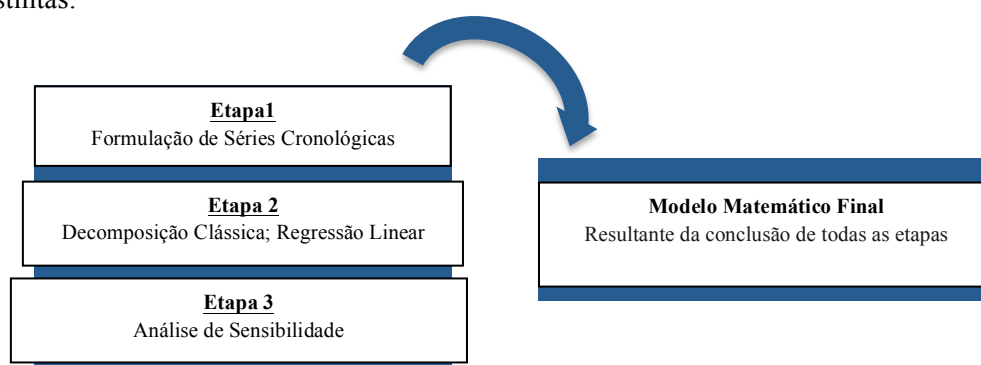 Etapa1
Formulação de Séries Cronológicas
Etapa 2
Decomposição Clássica; Regressão Linear
Etapa 3
Análise de Sensibilidade
Modelo Matemático Final
Resultante da conclusão de todas as etapas